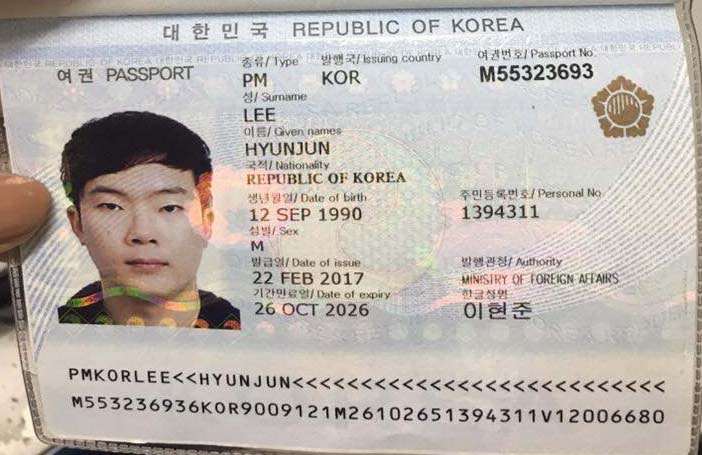 대한민국 REPUBLIC OF KOREA
여권 PASSPORT
종류/ Type 발행국/ Issuing country 여권번호/ Passport No.
PM KOR M55323693
성/ Surname
LEE
이름/ Given names
HYUNJUN
국적/ Nationality
REPUBLIC OF KOREA
생년월일/ Date of birth 주민등록번호/ Personal No.
12 SEP 1990 1394311
성별/ Sex
M
발급일/ Date of issue 발행관청/ Authority
22 FEB 2017 MINISTRY OF FOREIGN AFFAIRS
기간만료일/ Date of expiry 한글성명
26 OCT 2026 이현준
PMKORLEE<<HYUNJUN<<<<<<<<<<<<<<<<<<<<<<<<<<<
M553236936KOR9009121M26102651394311V12006680